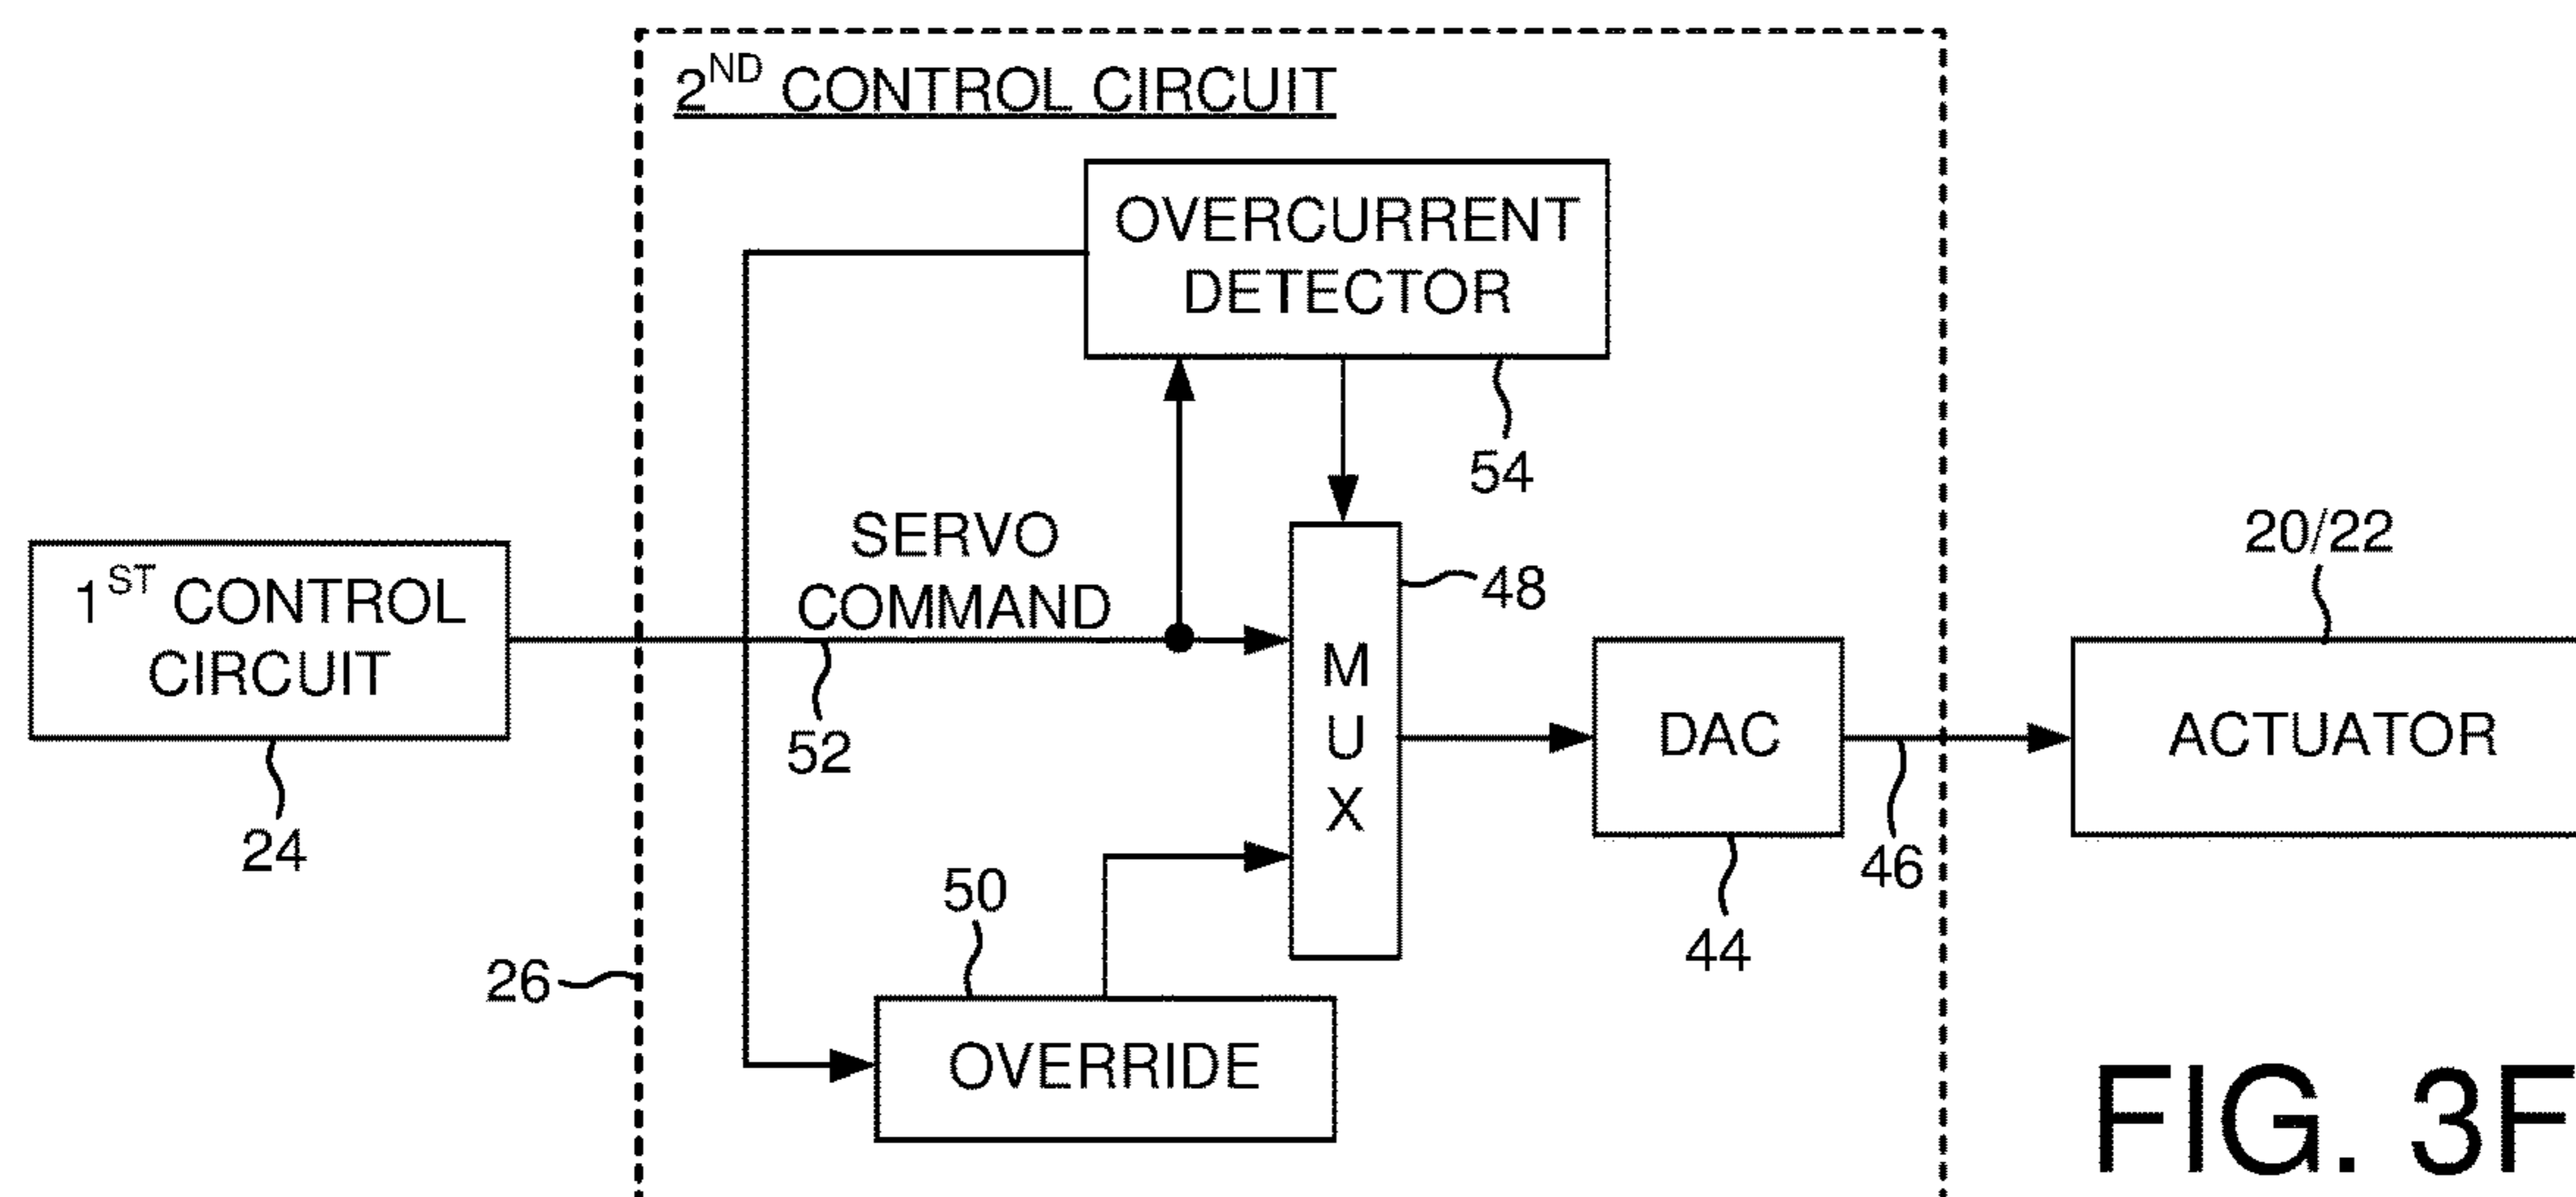 2ND CONTROL CIRCUIT
OVERCURRENT
DETECTOR
54
SERVO
COMMAND
52
1ST CONTROL
CIRCUIT
24
48
MUX
20/22
ACTUATOR
DAC
44
46
50
OVERRIDE
26
FIG. 3F